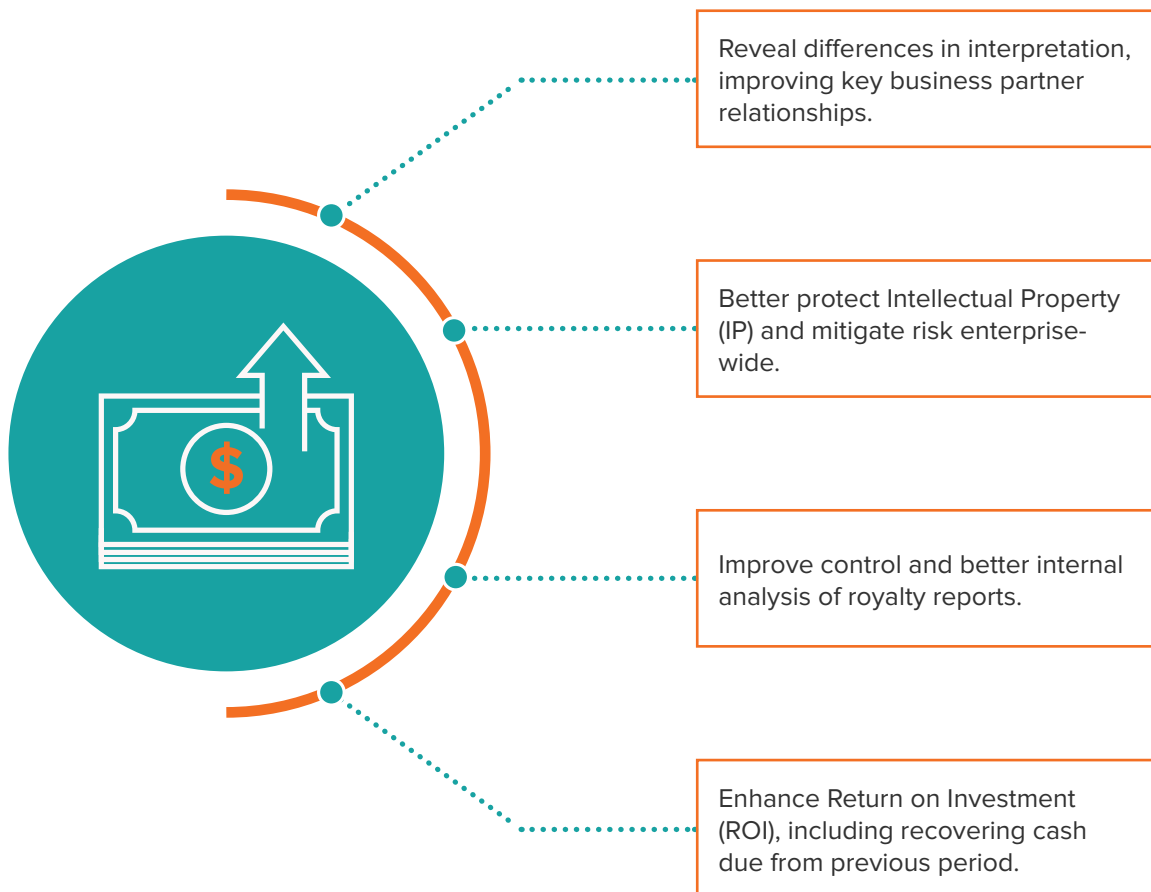 Reveal differences in interpretation,
improving key business partner
relationships.
Better protect Intellectual Property
(IP) and mitigate risk enterprise-
wide.
$
Improve control and better internal
analysis of royalty reports.
Enhance Return on Investment
(ROI), including recovering cash
due from previous period.